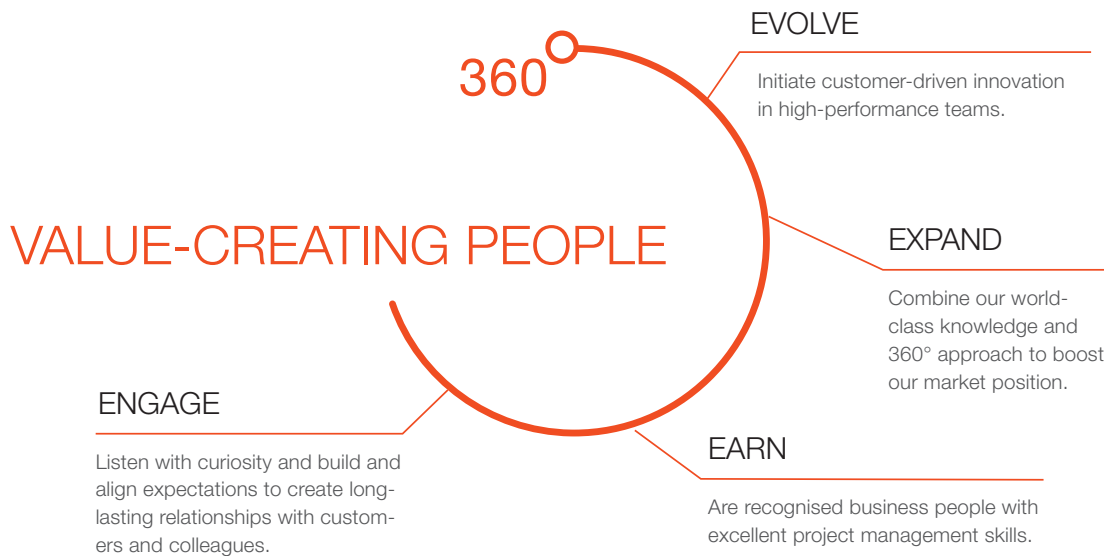 360
VALUE-CREATING PEOPLE
EVOLVE
Initiate customer-driven innovation
in high-performance teams.
EXPAND
Combine our world-
class knowledge and
360° approach to boost
our market position.
EARN
Are recognised business people with
excellent project management skills.
ENGAGE
Listen with curiosity and build and
align expectations to create long-
lasting relationships with custom-
ers and colleagues.